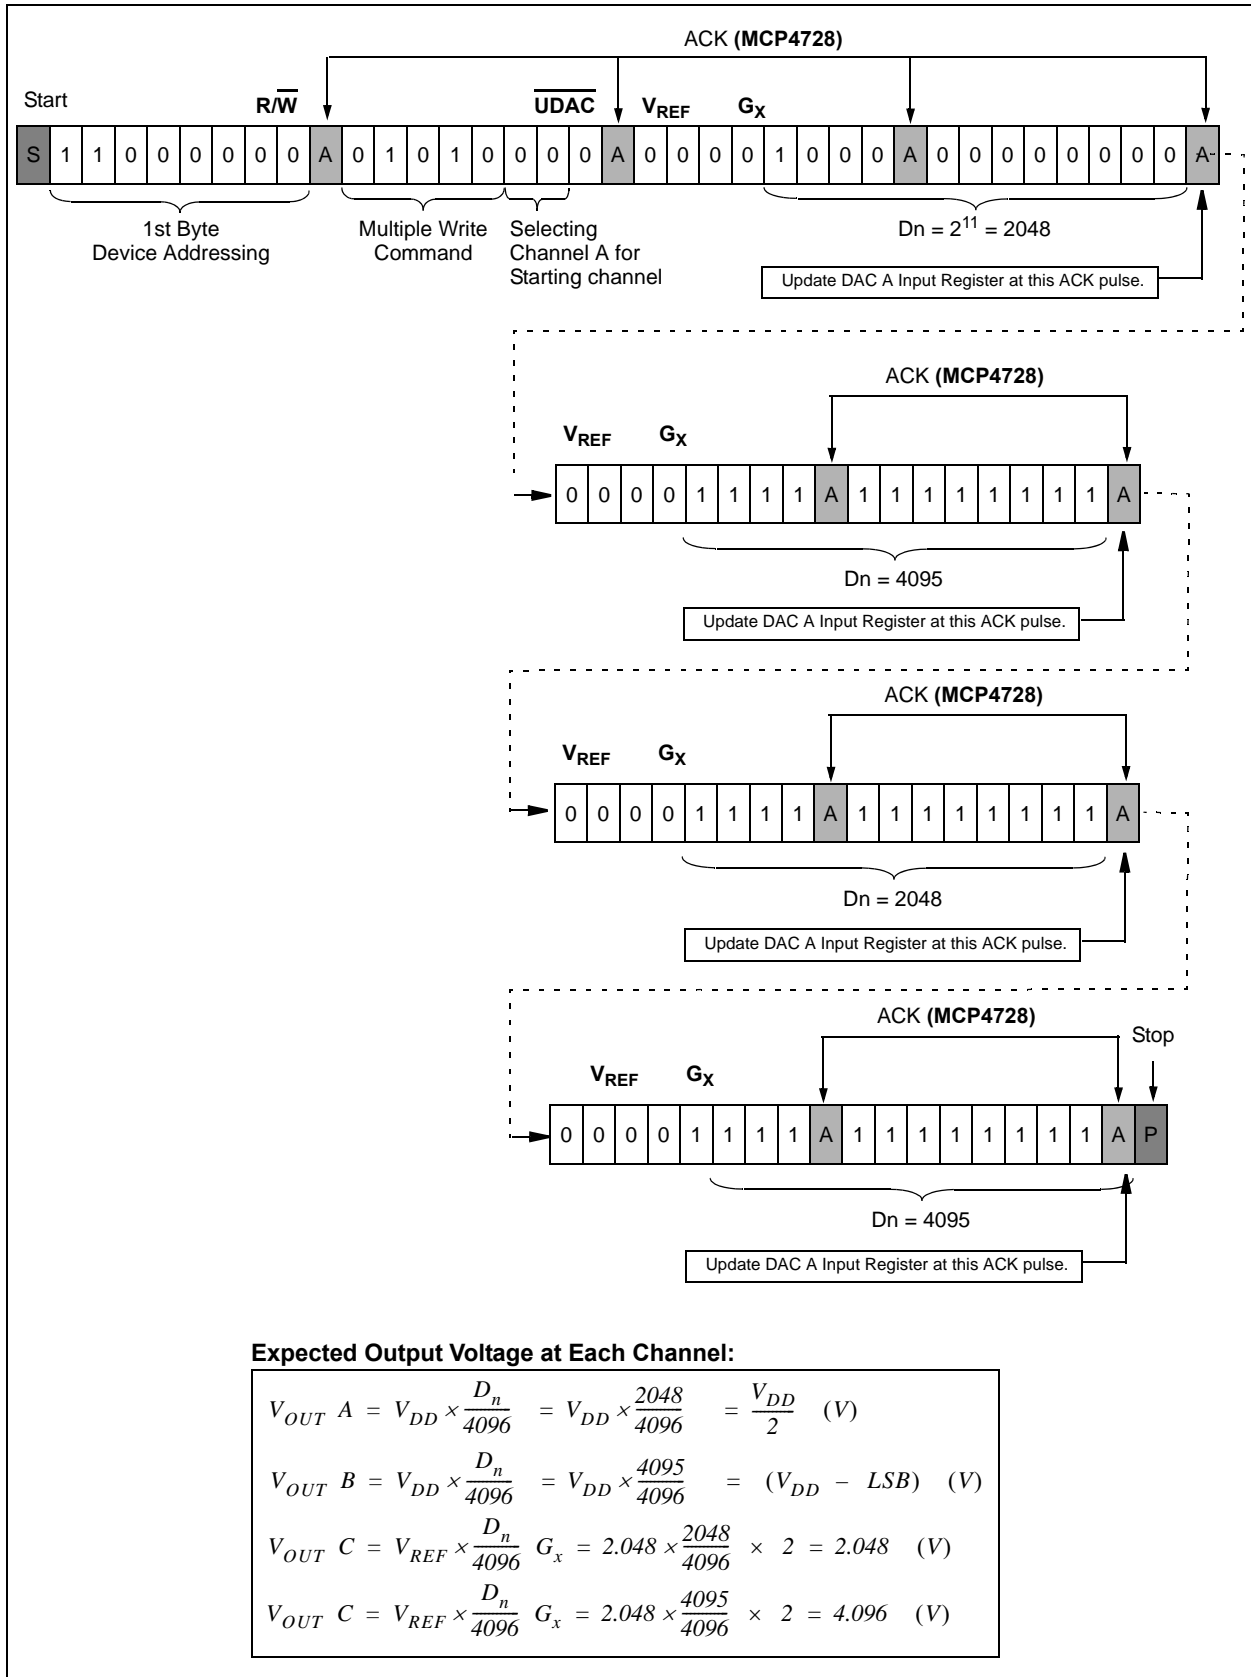 ACK (MCP4728)
Start R/W UDAC VREF GX
S 1 1 0 0 0 0 0 0 A 0 1 0 1 0 0 0 0 A 0 0 0 0 1 0 0 0 A 0 0 0 0 0 0 0 0 A
1st Byte
Device Addressing
Multiple Write
Command
Selecting
Channel A for
Starting channel
Dn = 2^11 = 2048
Update DAC A Input Register at this ACK pulse.
ACK (MCP4728)
VREF GX
0 0 0 0 1 1 1 1 A 1 1 1 1 1 1 1 1 A
Dn = 4095
Update DAC A Input Register at this ACK pulse.
ACK (MCP4728)
VREF GX
0 0 0 0 1 1 1 1 A 1 1 1 1 1 1 1 1 A
Dn = 2048
Update DAC A Input Register at this ACK pulse.
ACK (MCP4728)
Stop
VREF GX
0 0 0 0 1 1 1 1 A 1 1 1 1 1 1 1 1 A P
Dn = 4095
Update DAC A Input Register at this ACK pulse.
Expected Output Voltage at Each Channel:
VOUT A = VDD × Dn/4096 = VDD × 2048/4096 = VDD/2 (V)
VOUT B = VDD × Dn/4096 = VDD × 4095/4096 = (VDD – LSB) (V)
VOUT C = VREF × Dn/4096 Gx = 2.048 × 2048/4096 × 2 = 2.048 (V)
VOUT C = VREF × Dn/4096 Gx = 2.048 × 4095/4096 × 2 = 4.096 (V)